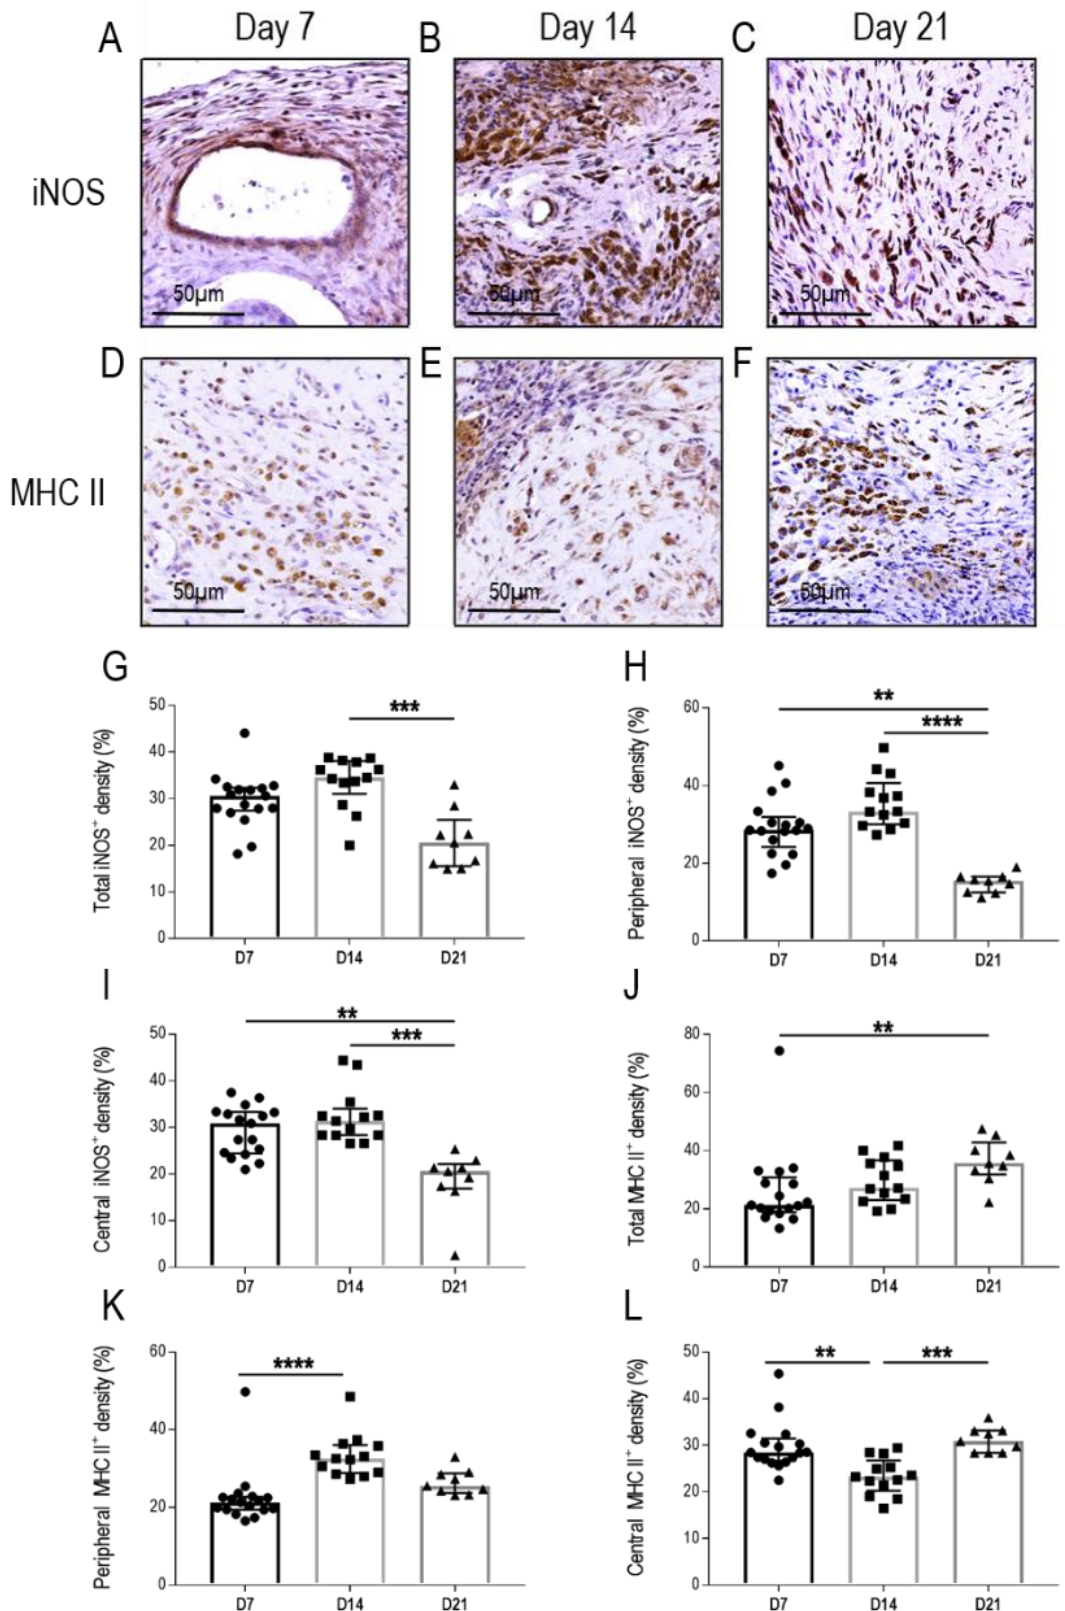 A Day 7 B Day 14 C Day 21
iNOS
50µm 50µm 50µm
D E F
MHC II
50µm 50µm 50µm
G H
Total iNOS⁺ density (%)
50
40
30
20
10
0
***
D7 D14 D21
Peripheral iNOS⁺ density (%)
60
40
20
0
**
****
D7 D14 D21
I J
Central iNOS⁺ density (%)
50
40
30
20
10
0
**
***
D7 D14 D21
Total MHC II⁺ density (%)
80
60
40
20
0
**
D7 D14 D21
K L
Peripheral MHC II⁺ density (%)
60
40
20
0
****
D7 D14 D21
Central MHC II⁺ density (%)
50
40
30
20
10
0
** ***
D7 D14 D21